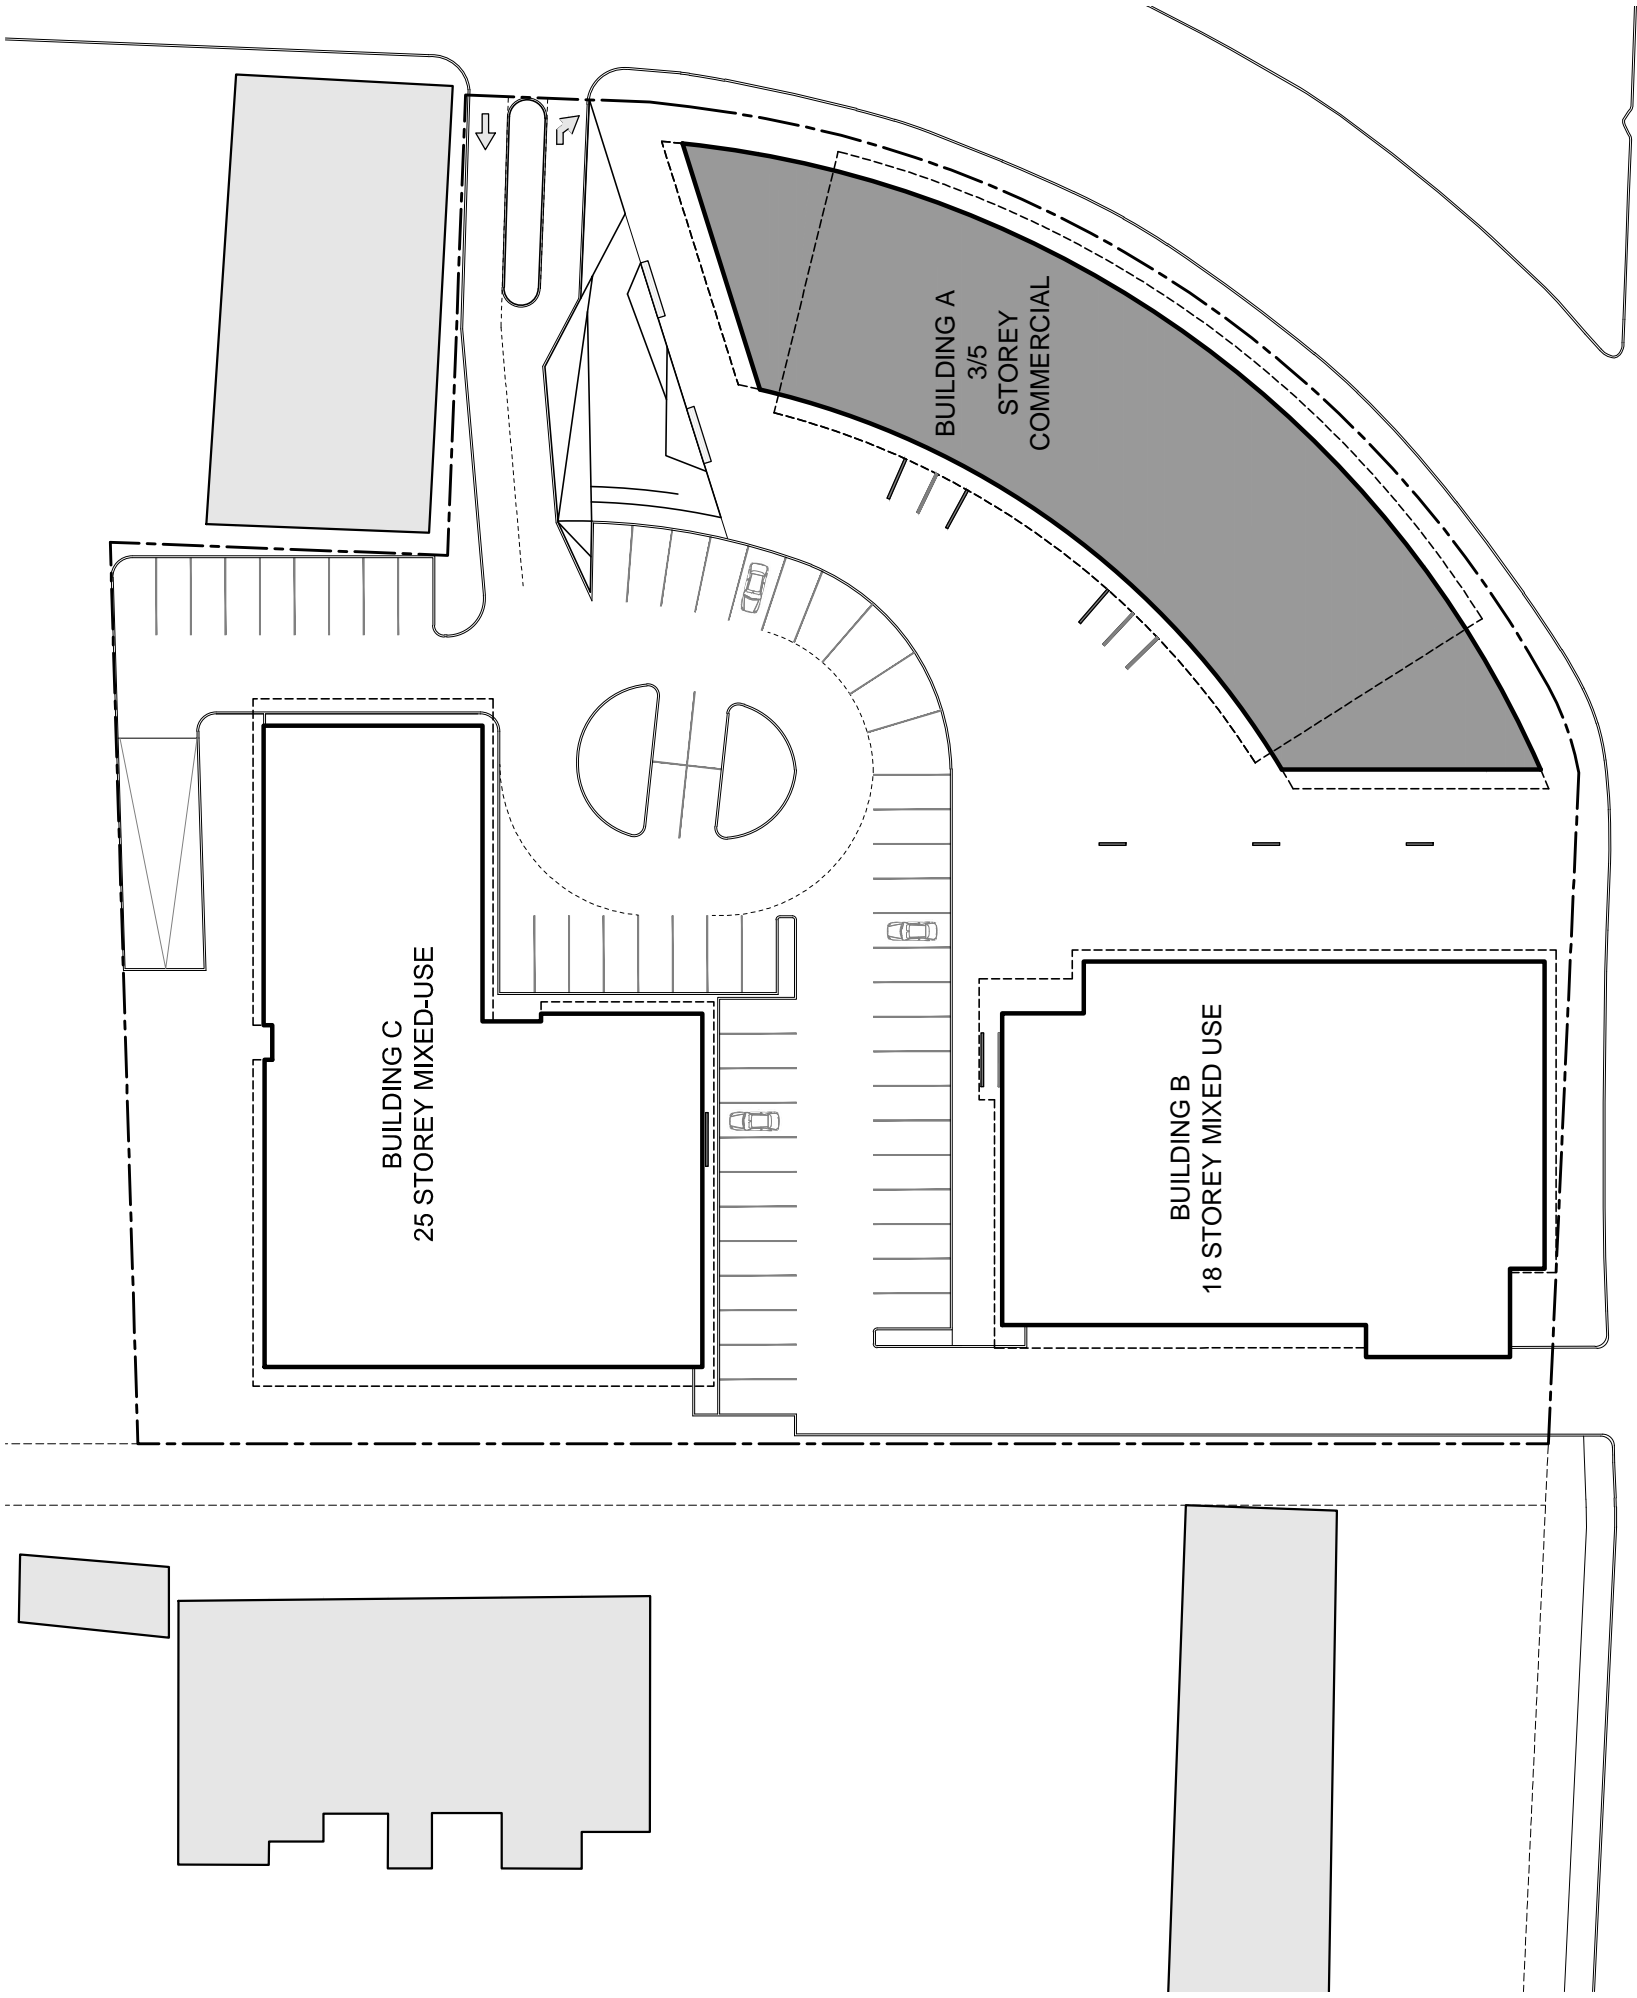 BUILDING A
3/5
STOREY
COMMERCIAL
BUILDING C
25 STOREY MIXED-USE
BUILDING B
18 STOREY MIXED USE